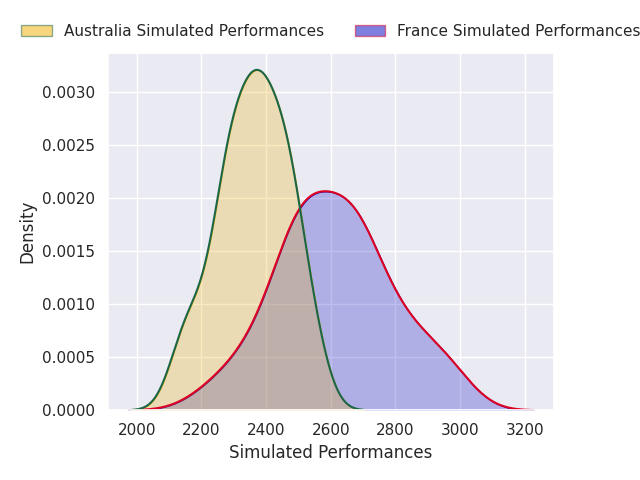 Australia Simulated Performances France Simulated Performances
0.0030
0.0025
0.0020
0.0015
0.0010
0.0005
0.0000
Density
2000 2200 2400 2600 2800 3000 3200
Simulated Performances